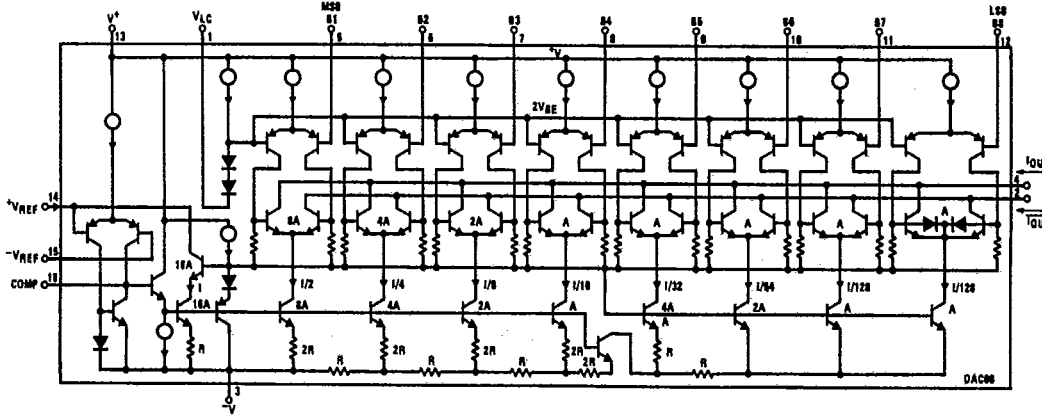 MSB LSB
V+ VLC B1 B2 B3 B4 B5 B6 B7 B8
13 1 5 6 7 8 9 10 11 12
+V
2VBE
IOU
4
2
IOU
14
+VREF
8A 4A 2A A A A A A
15
-VREF
16A
COMP 16
I I/2 I/4 I/8 I/16 I/32 I/64 I/128 I/128
16A 8A 4A 2A A 4A 2A A A
A
R 2R 2R 2R 2R R
R R R 2R R
3
-V
DAC08